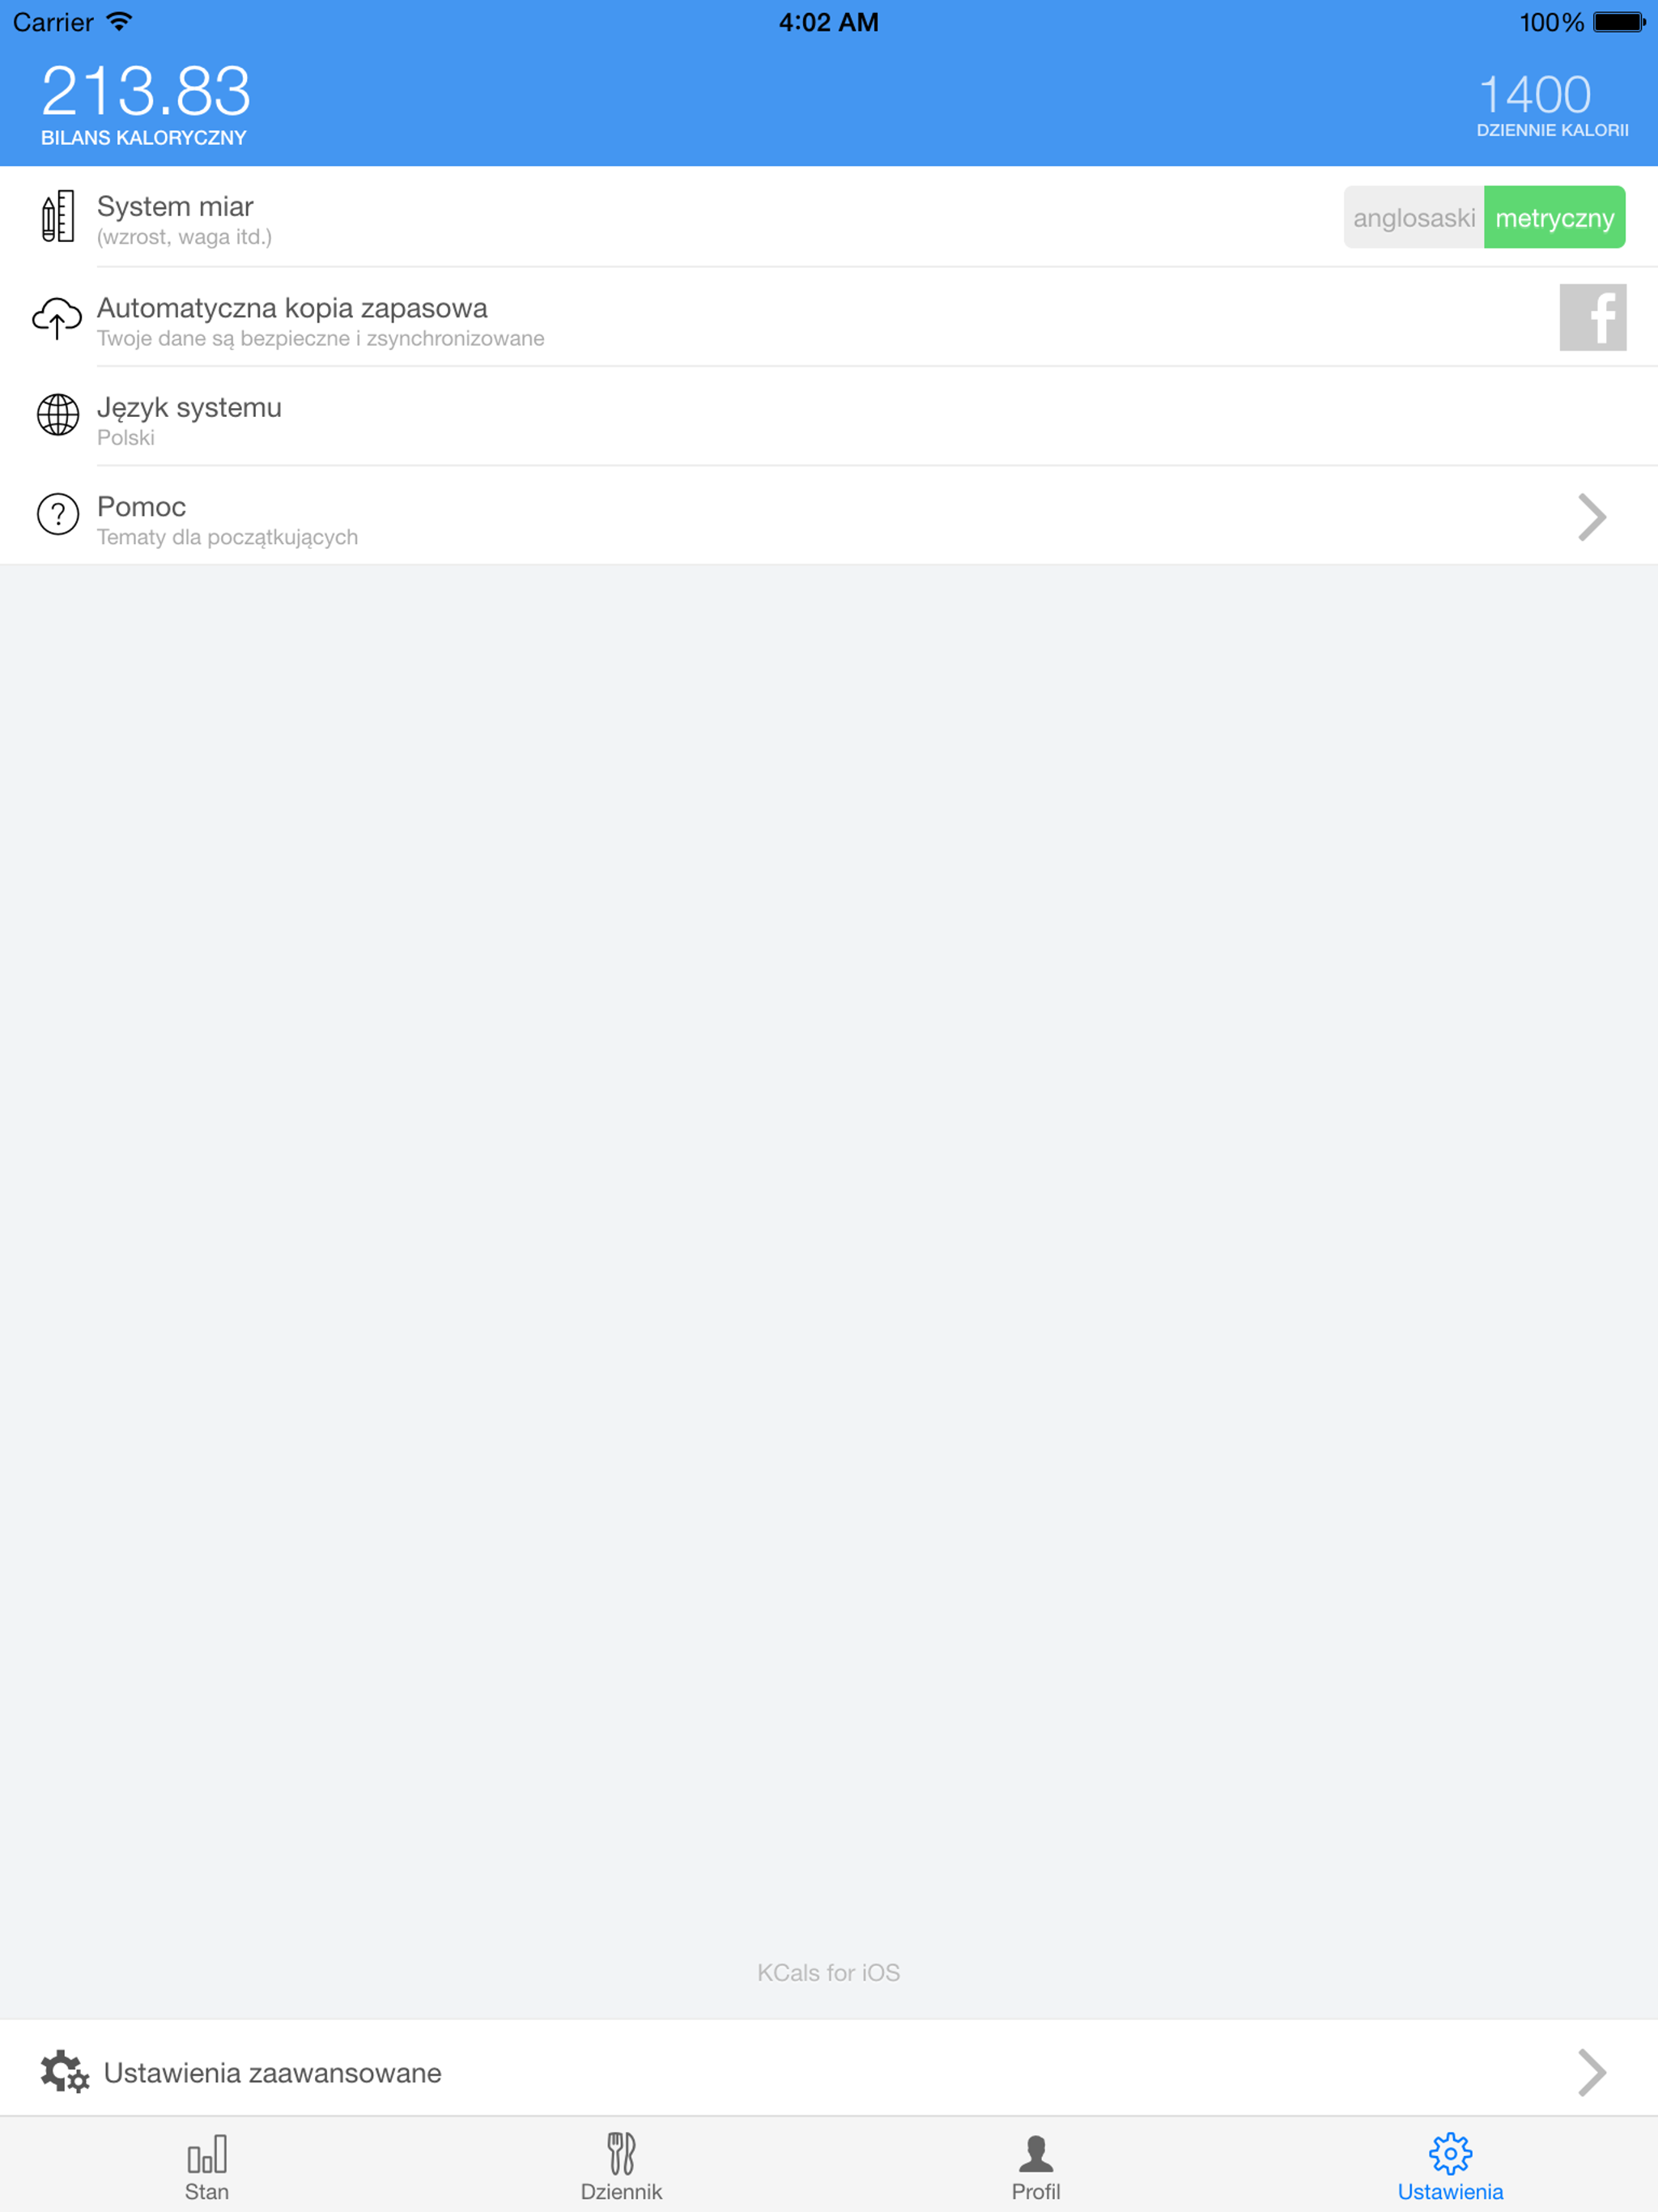 Carrier 4:02 AM 100%
213.83
BILANS KALORYCZNY
1400
DZIENNIE KALORII
System miar
(wzrost, waga itd.)
anglosaski metryczny
Automatyczna kopia zapasowa
Twoje dane są bezpieczne i zsynchronizowane
f
Język systemu
Polski
?
Pomoc
Tematy dla początkujących
KCals for iOS
Ustawienia zaawansowane
Stan Dziennik Profil Ustawienia